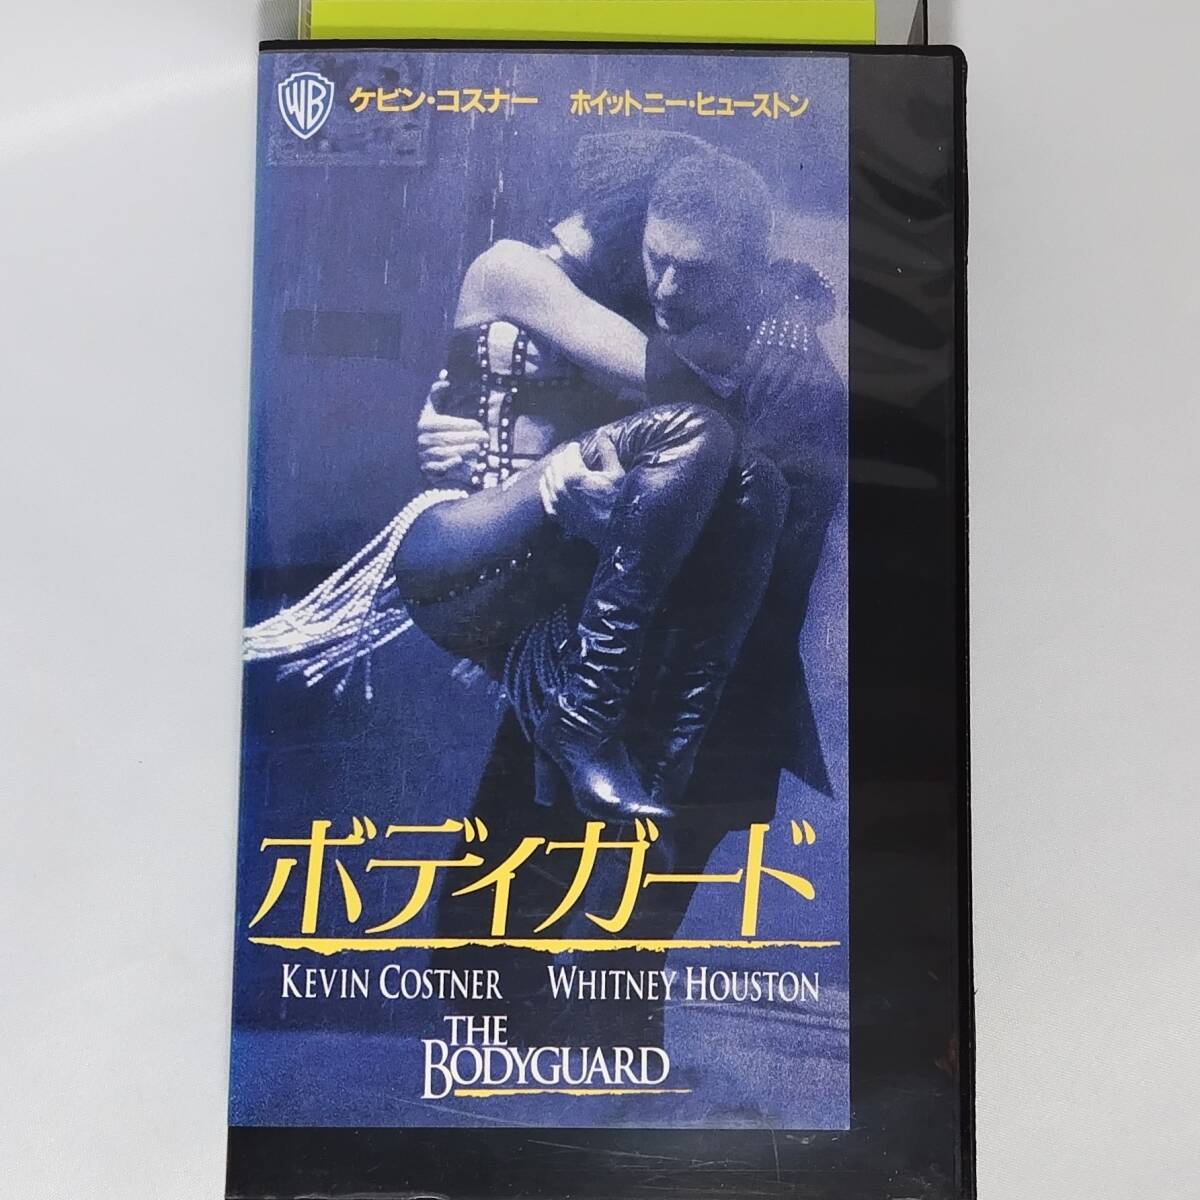 WB
ケビン・コスナー ホイットニー・ヒューストン
ボディガード
KEVIN COSTNER WHITNEY HOUSTON
THE
BODYGUARD